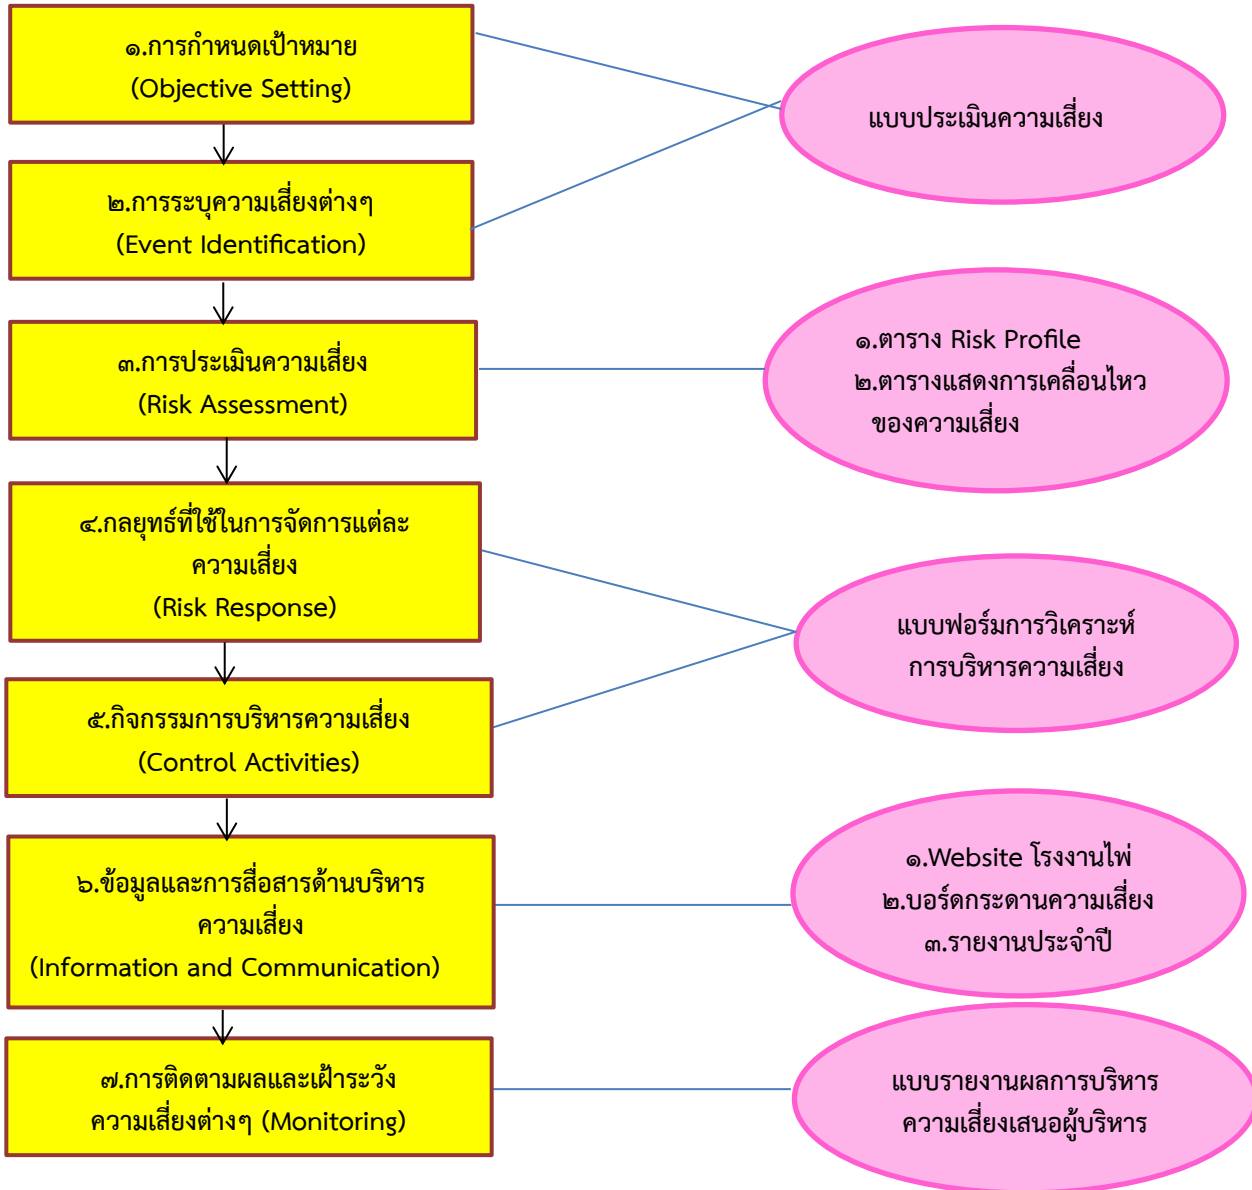 ๑.การกำหนดเป้าหมาย
(Objective Setting)
แบบประเมินความเสี่ยง
๒.การระบุความเสี่ยงต่างๆ
(Event Identification)
๓.การประเมินความเสี่ยง
(Risk Assessment)
๑.ตาราง Risk Profile
๒.ตารางแสดงการเคลื่อนไหว
ของความเสี่ยง
๔.กลยุทธ์ที่ใช้ในการจัดการแต่ละ
ความเสี่ยง
(Risk Response)
แบบฟอร์มการวิเคราะห์
การบริหารความเสี่ยง
๕.กิจกรรมการบริหารความเสี่ยง
(Control Activities)
๖.ข้อมูลและการสื่อสารด้านบริหาร
ความเสี่ยง
(Information and Communication)
๑.Website โรงงานไพ่
๒.บอร์ดกระดานความเสี่ยง
๓.รายงานประจำปี
๗.การติดตามผลและเฝ้าระวัง
ความเสี่ยงต่างๆ (Monitoring)
แบบรายงานผลการบริหาร
ความเสี่ยงเสนอผู้บริหาร